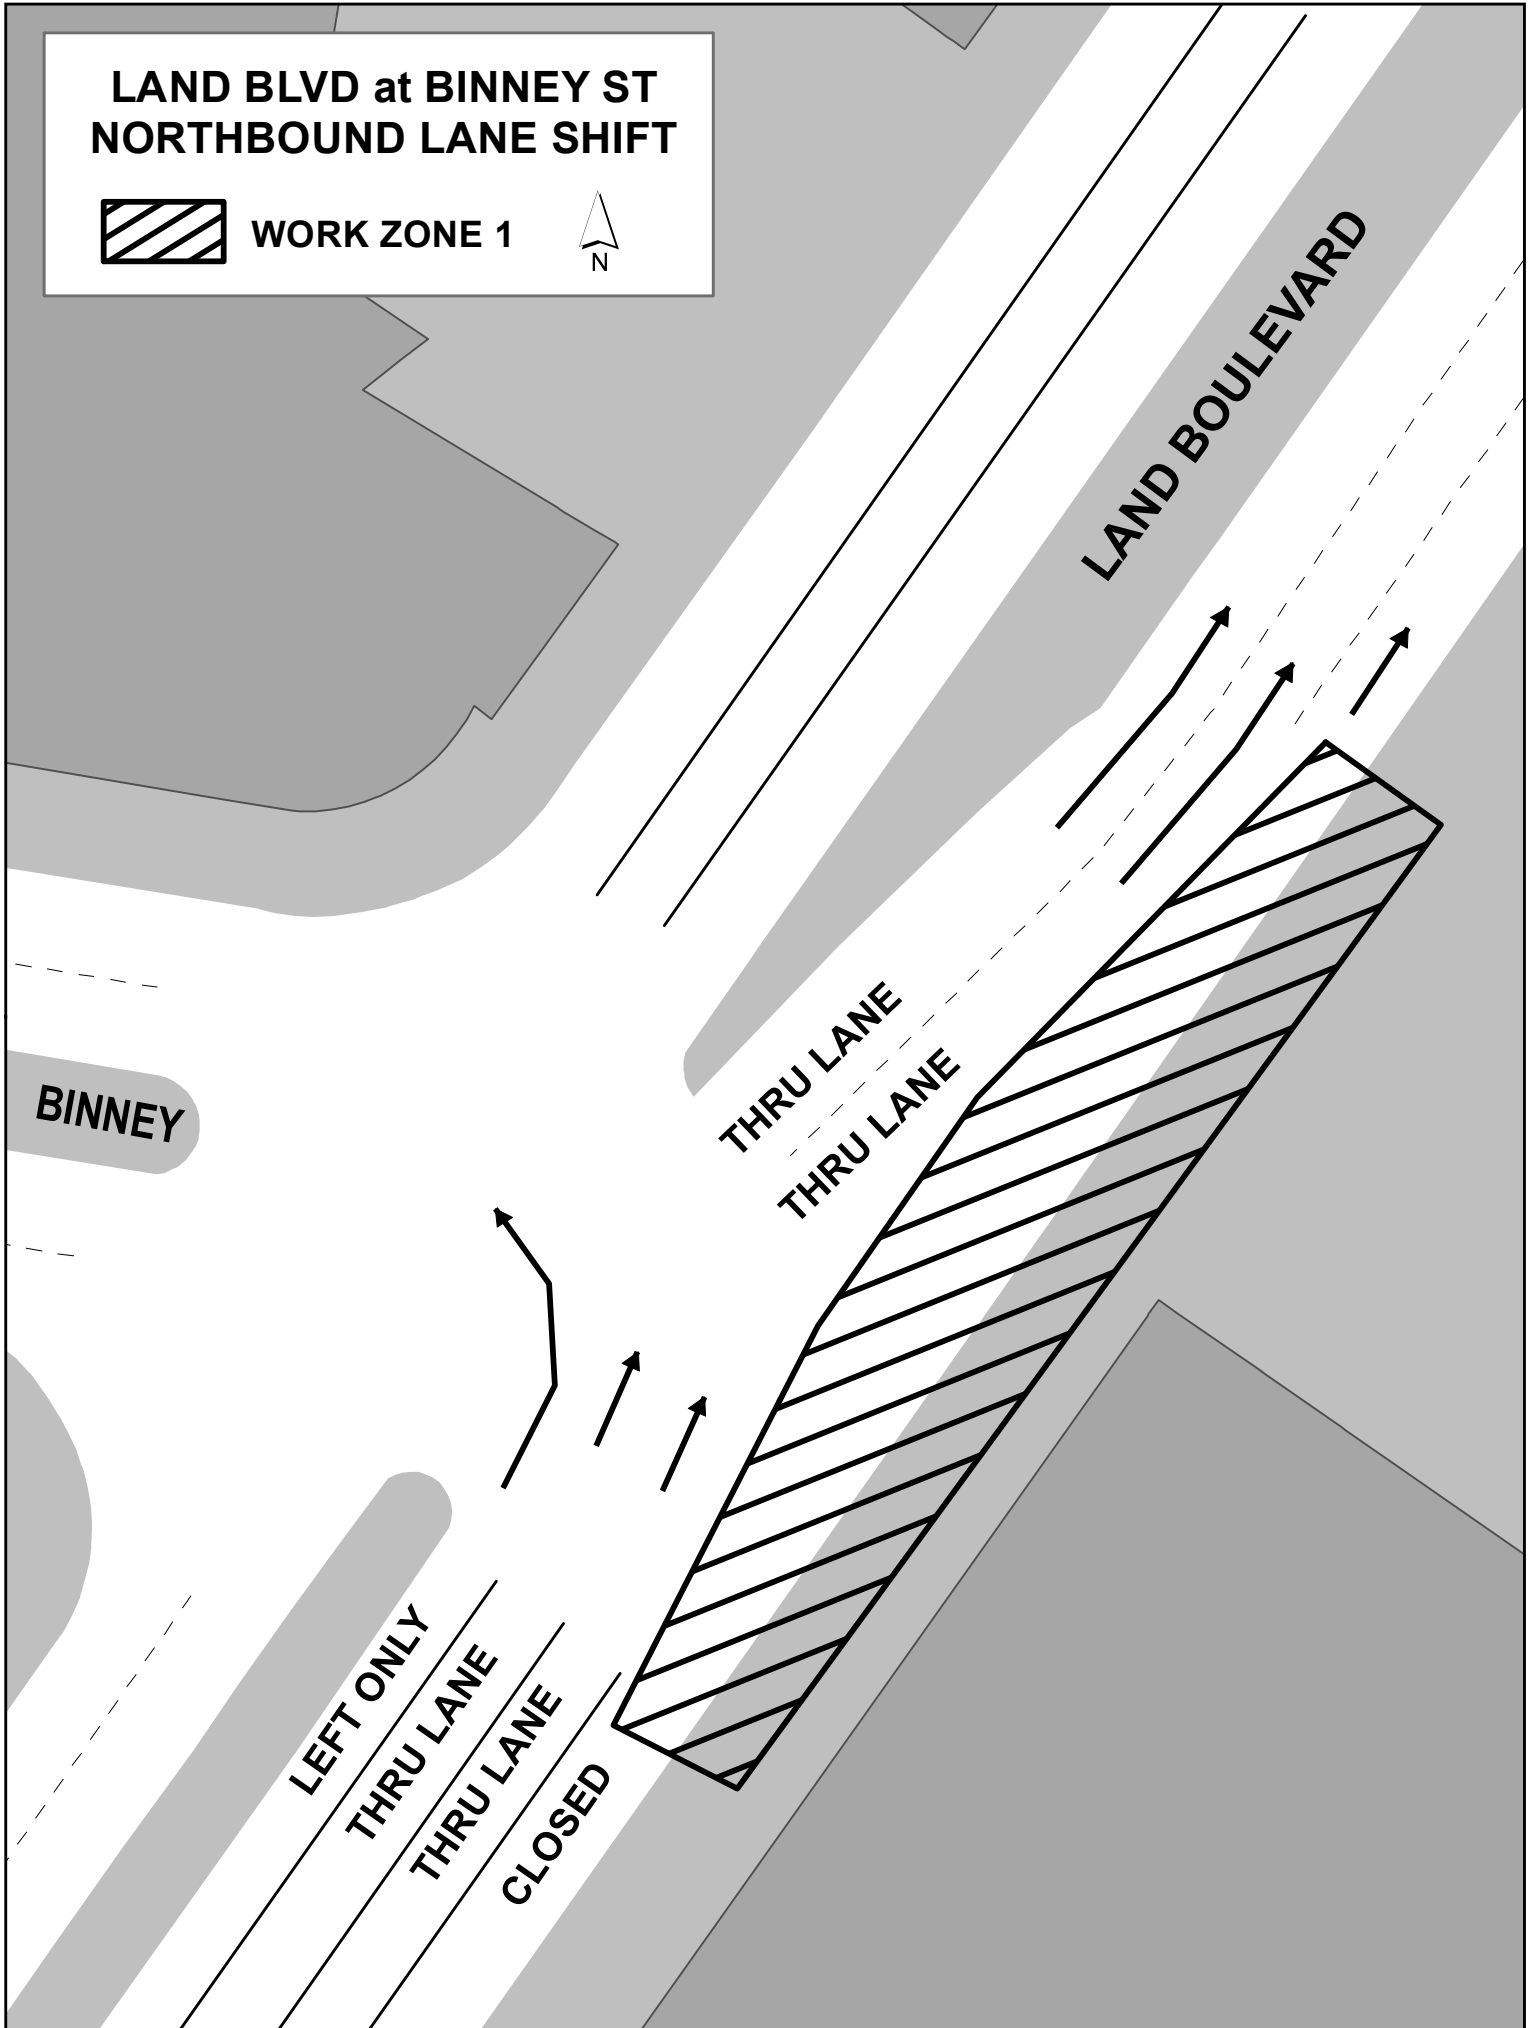 LAND BLVD at BINNEY ST
NORTHBOUND LANE SHIFT
WORK ZONE 1
N
LAND BOULEVARD
THRU LANE
THRU LANE
BINNEY
LEFT ONLY
THRU LANE
THRU LANE
CLOSED